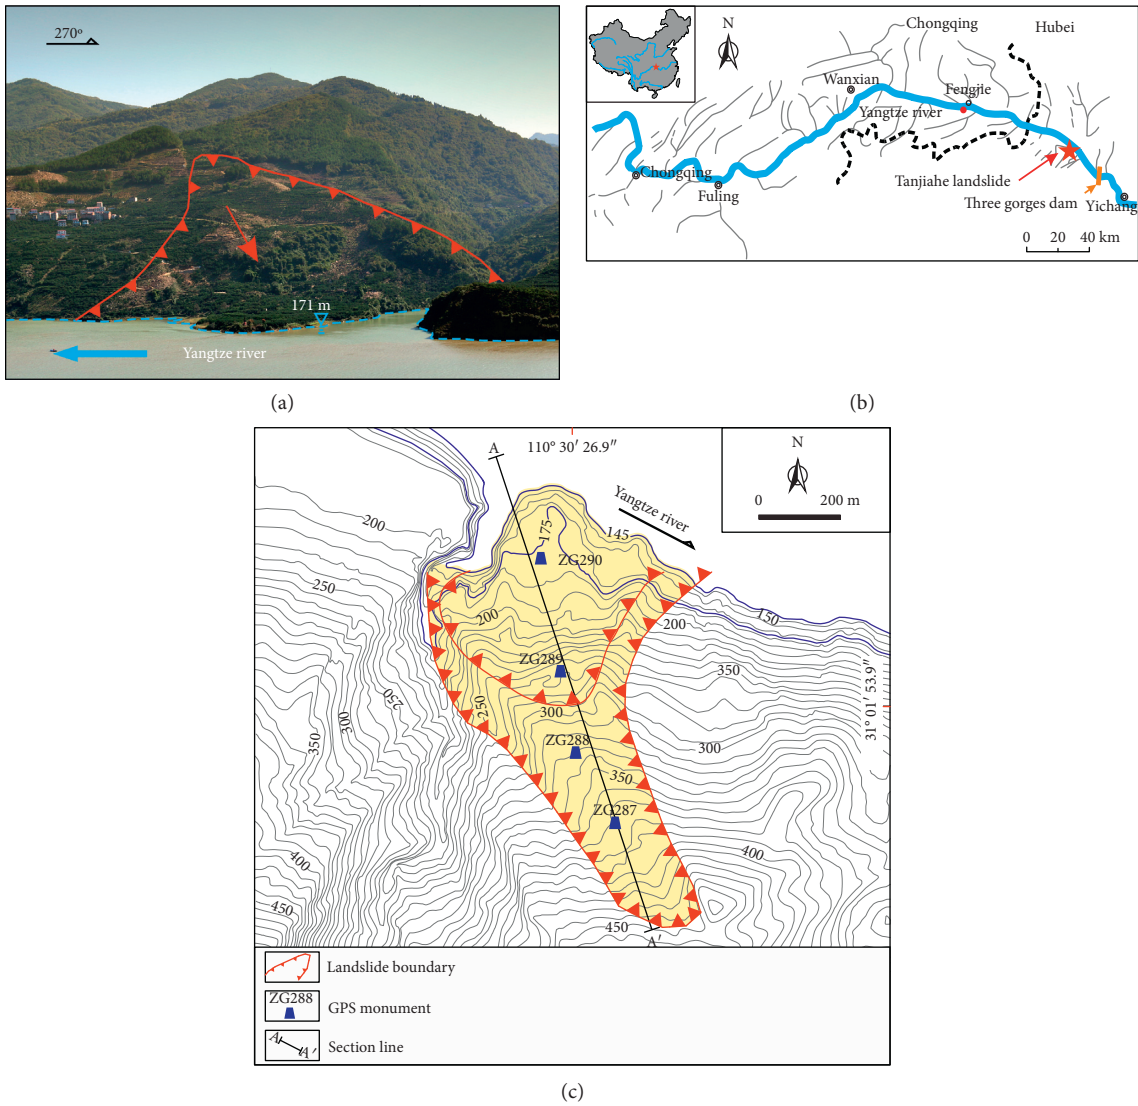 270°
171 m
Yangtze river
(a)
N
Chongqing
Hubei
Wanxian
Fengjie
Yangtze river
Chongqing
Fuling
Tanjiahe landslide
Three gorges dam
Yichang
0 20 40 km
(b)
A
110° 30′ 26.9″
N
0 200 m
Yangtze river
175
145
ZG290
200
250
200
200
150
ZG289
350
31° 01′ 53.9″
250
250
300
300
350
ZG288
300
350
ZG287
400
400
450
450
A′
Landslide boundary
ZG288
GPS monument
A
A′
Section line
(c)